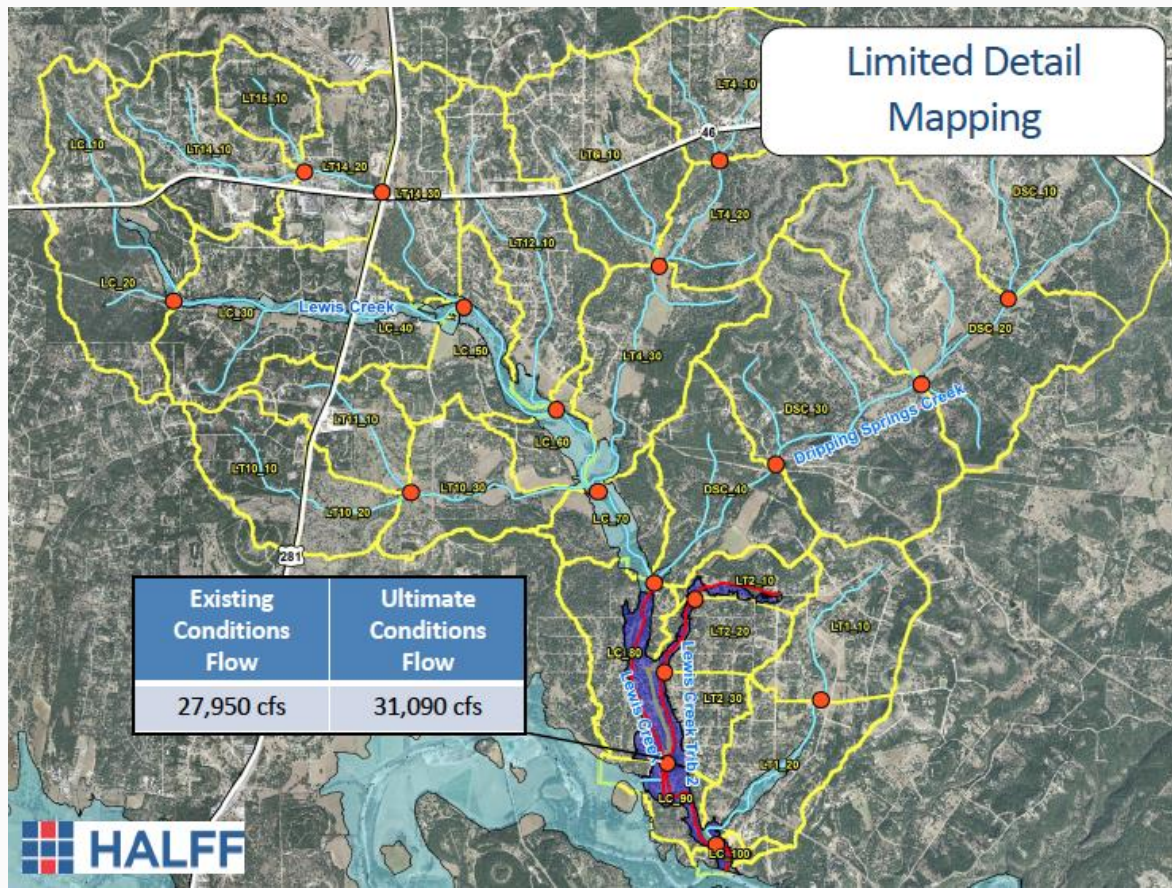 Limited Detail
Mapping
LT4_10
46
LT15_10
LC_10
LT14_10
LT6_10
LT14_20
LT14_30
DSC_10
LT4_20
LT12_10
LC_20
LC_30
Lewis Creek
LC_40
LC_50
DSC_20
LT4_30
DSC_30
Dripping Springs Creek
LT11_10
LC_60
LT10_10
LT10_20
LT10_30
LC_70
DSC_40
281
LT2_10
LT1_10
LT2_20
LC_80
Lewis Creek
Lewis Creek Trib 2
LT2_30
Existing
Conditions
Flow
Ultimate
Conditions
Flow
27,950 cfs
31,090 cfs
LT1_20
LC_90
LC_100
HALFF